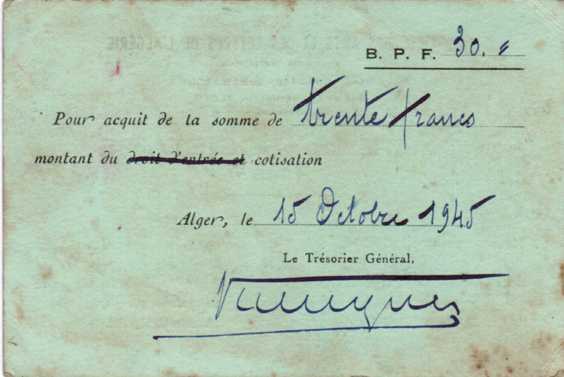 B. P. F. 30.-
Pour acquit de la somme de trente francs
montant du droit d'entrée et cotisation
Alger, le 15 Octobre 1945
Le Trésorier Général,